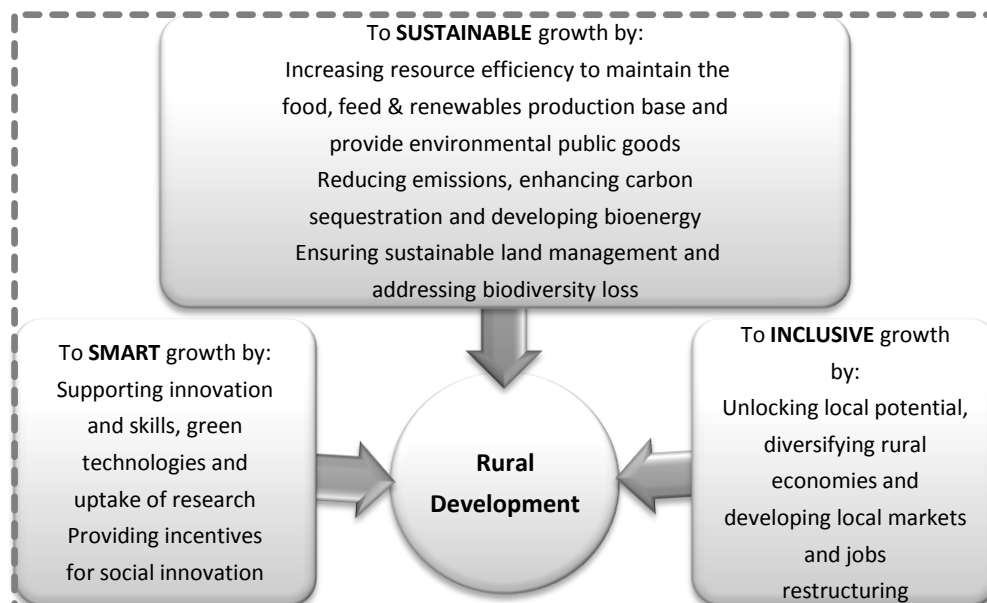 To SUSTAINABLE growth by:
Increasing resource efficiency to maintain the
food, feed & renewables production base and
provide environmental public goods
Reducing emissions, enhancing carbon
sequestration and developing bioenergy
Ensuring sustainable land management and
addressing biodiversity loss
To SMART growth by:
Supporting innovation
and skills, green
technologies and
uptake of research
Providing incentives
for social innovation
Rural
Development
To INCLUSIVE growth
by:
Unlocking local potential,
diversifying rural
economies and
developing local markets
and jobs
restructuring